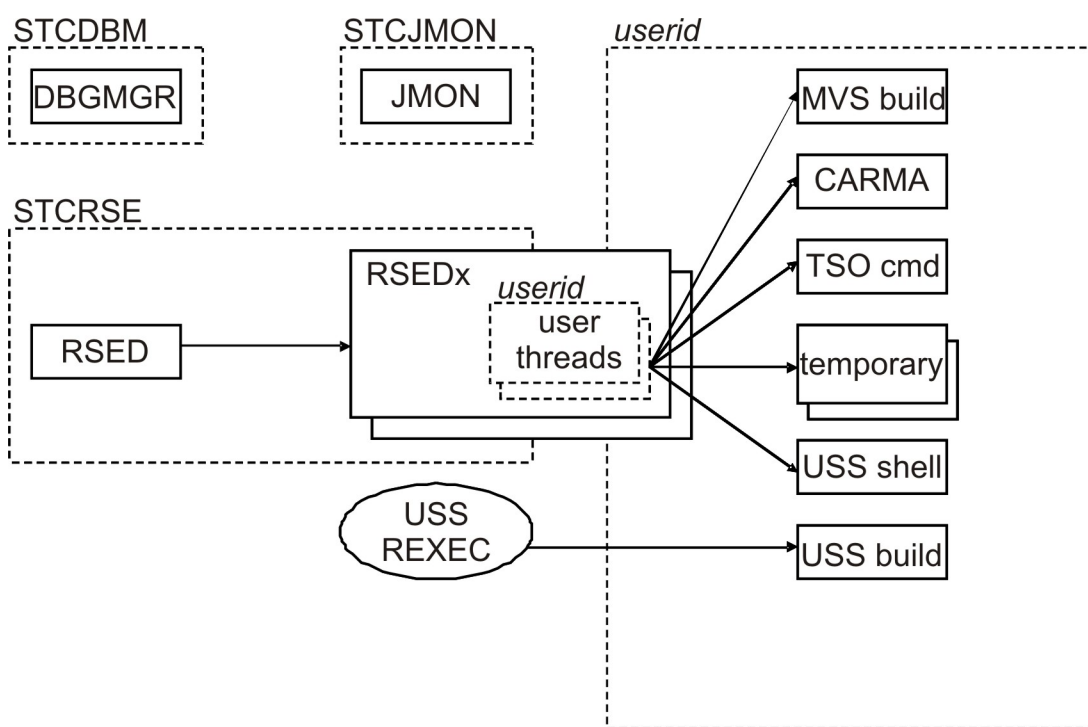 STCDBM
DBGMGR
STCJMON
JMON
userid
MVS build
CARMA
TSO cmd
temporary
USS shell
USS build
STCRSE
RSED
RSEDx
userid
user
threads
USS
REXEC